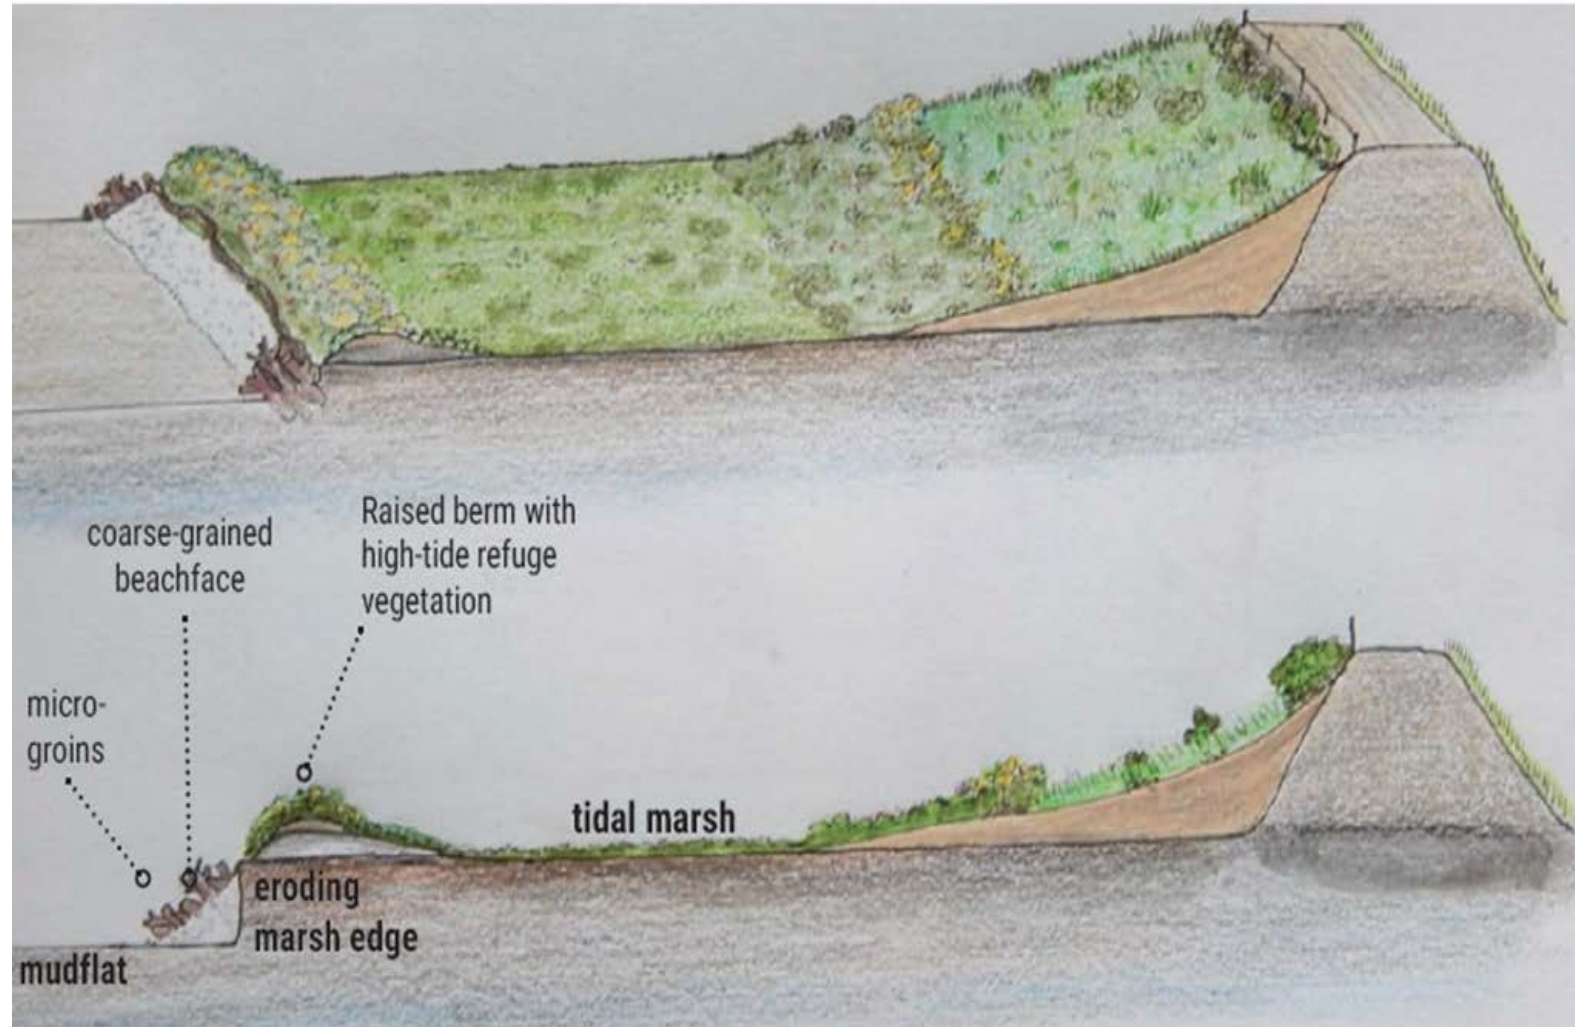 coarse-grained
beachface
Raised berm with
high-tide refuge
vegetation
micro-
groins
tidal marsh
eroding
marsh edge
mudflat